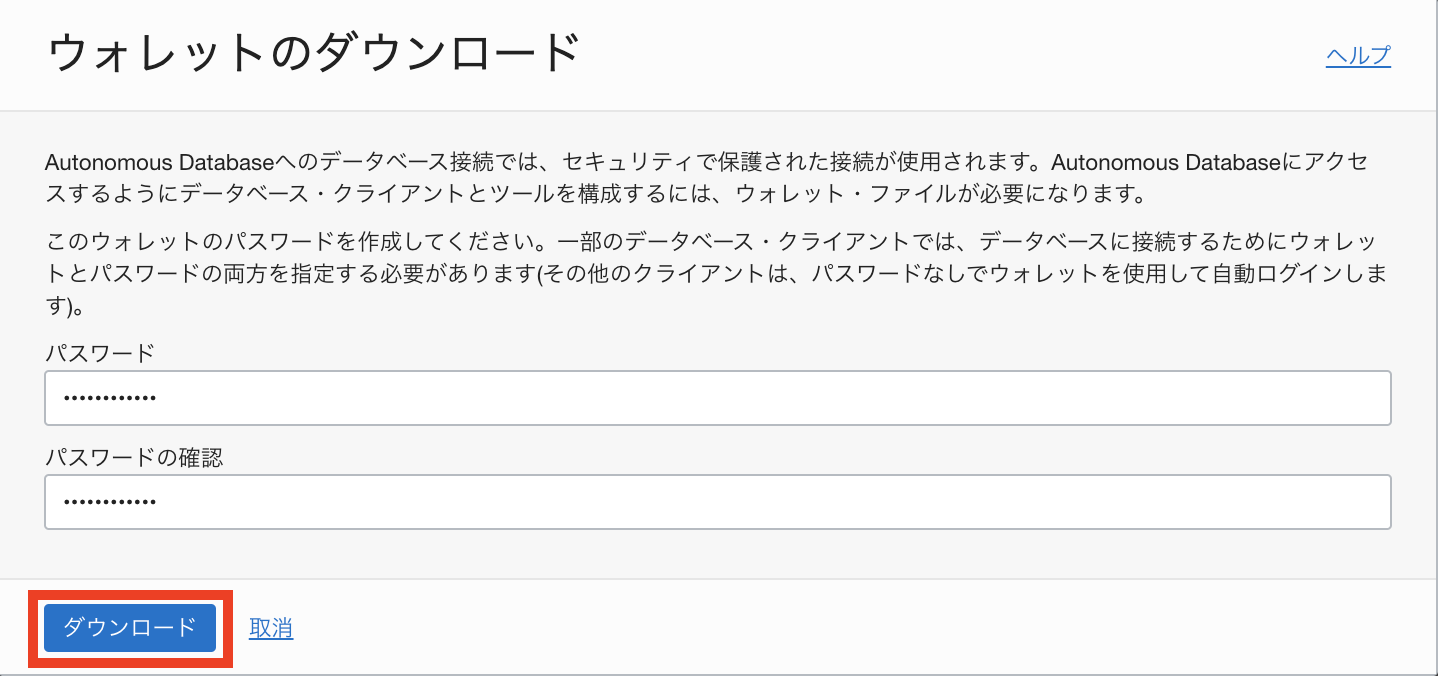 ウォレットのダウンロード
ヘルプ
Autonomous Databaseへのデータベース接続では、セキュリティで保護された接続が使用されます。Autonomous Databaseにアクセ
スするようにデータベース・クライアントとツールを構成するには、ウォレット・ファイルが必要になります。
このウォレットのパスワードを作成してください。一部のデータベース・クライアントでは、データベースに接続するためにウォレッ
トとパスワードの両方を指定する必要があります(その他のクライアントは、パスワードなしでウォレットを使用して自動ログインしま
す)。
パスワード
••••••••••••
パスワードの確認
••••••••••••
ダウンロード 取消